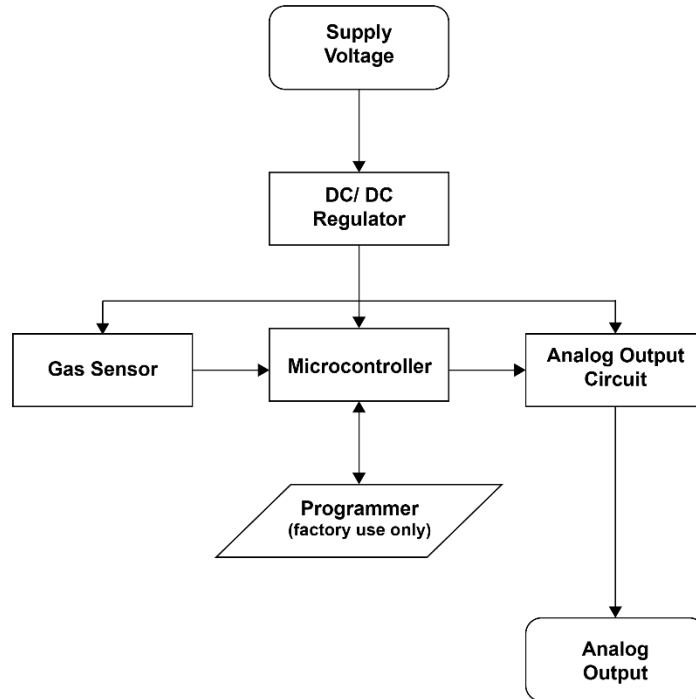 Supply
Voltage
DC/ DC
Regulator
Gas Sensor
Microcontroller
Analog Output
Circuit
Programmer
(factory use only)
Analog
Output